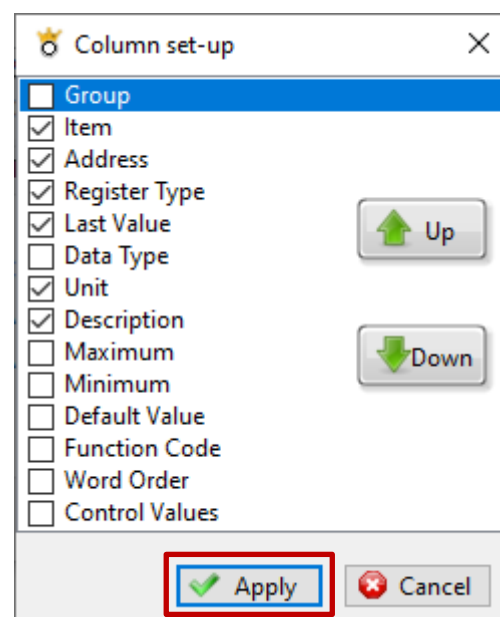 Column set-up
Group
Item
Address
Register Type
Last Value
Up
Data Type
Unit
Description
Maximum
Down
Minimum
Default Value
Function Code
Word Order
Control Values
Apply
Cancel